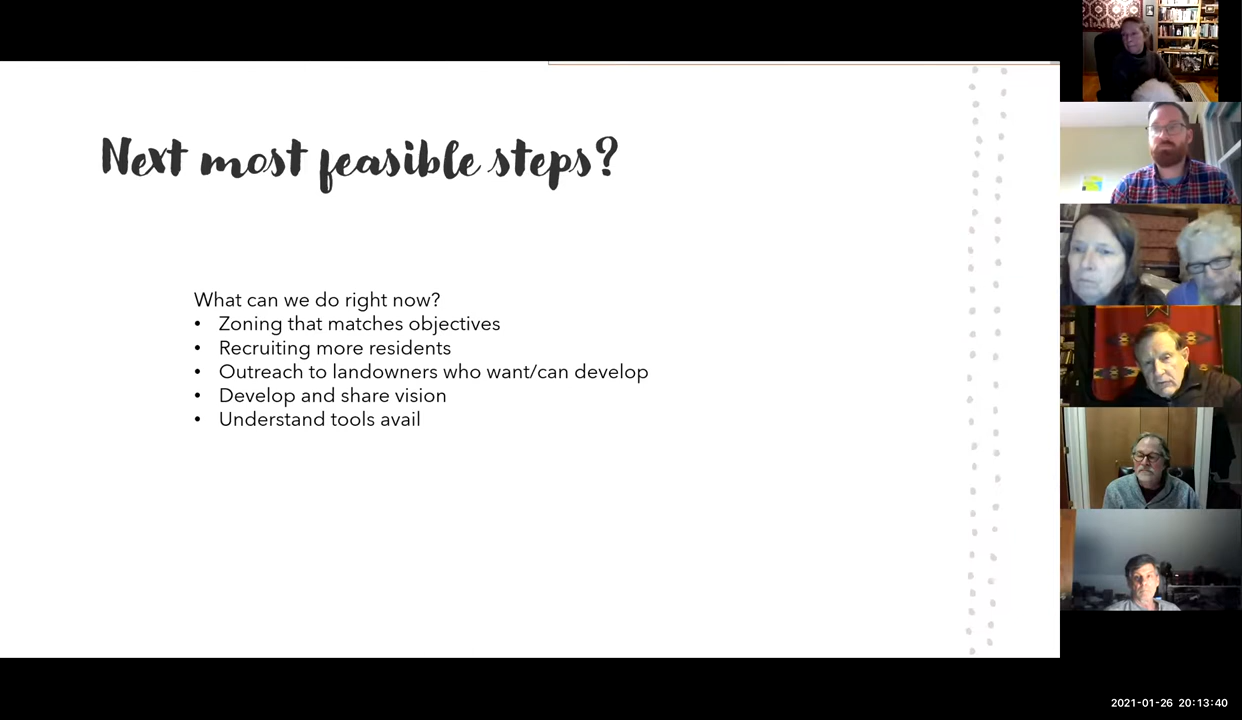 Next most feasible steps?
What can we do right now?
• Zoning that matches objectives
• Recruiting more residents
• Outreach to landowners who want/can develop
• Develop and share vision
• Understand tools avail
2021-01-26 20:13:40